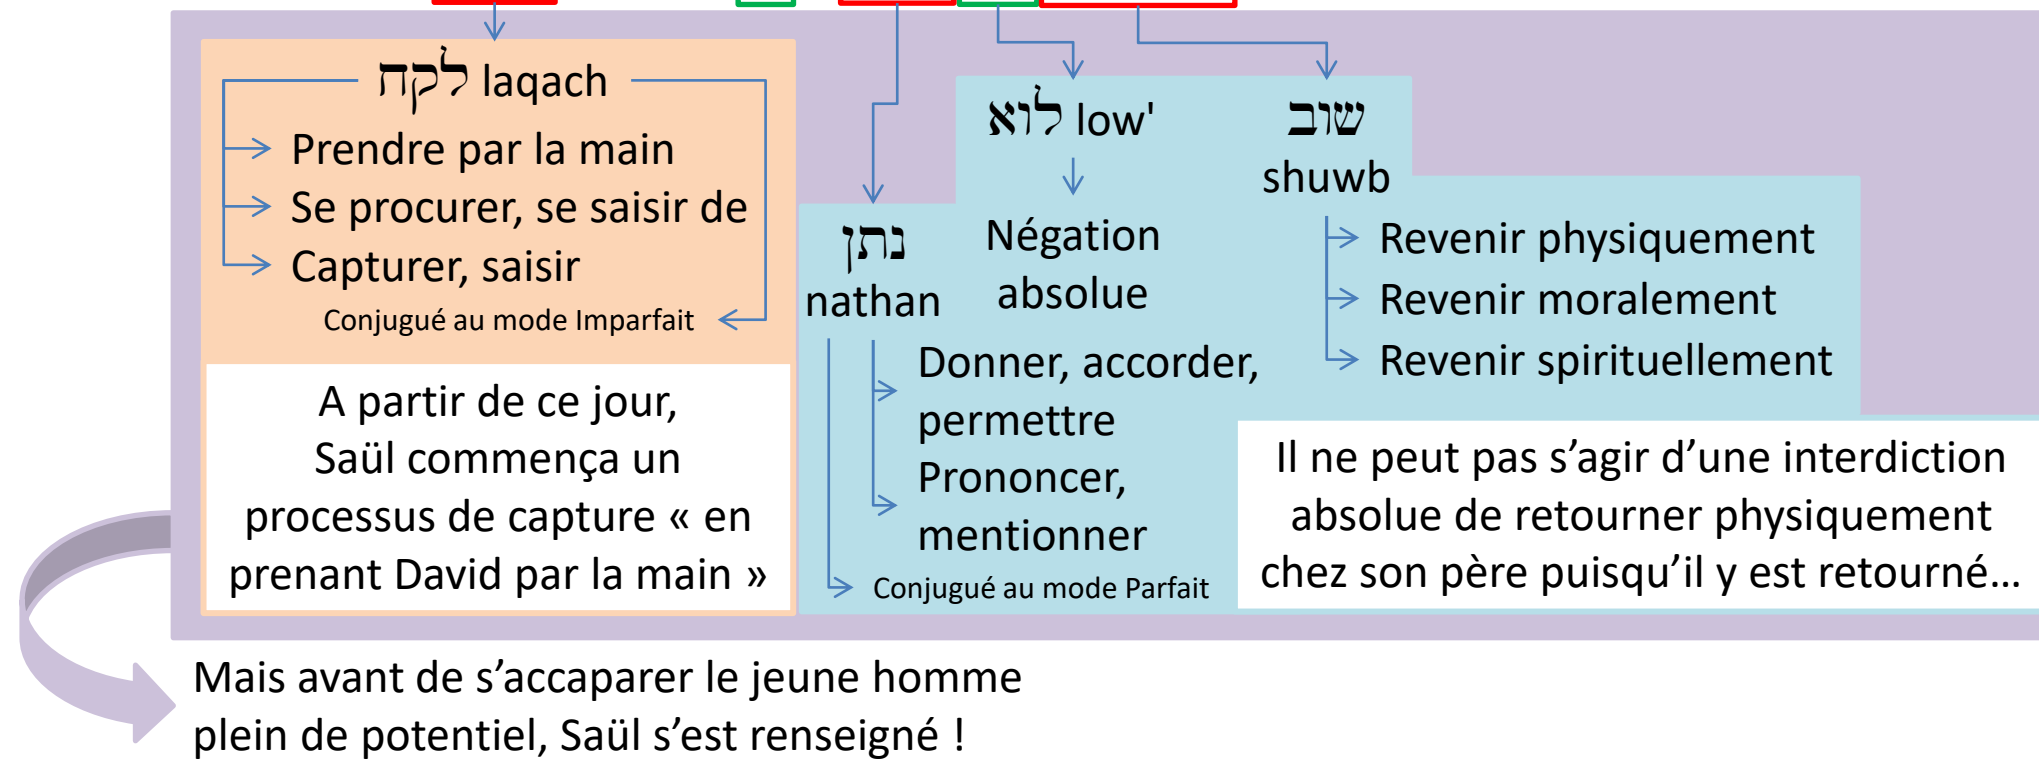 לקח laqach
Prendre par la main
Se procurer, se saisir de
Capturer, saisir
Conjugué au mode Imparfait
A partir de ce jour,
Saül commença un
processus de capture « en
prenant David par la main »
נתן
nathan
Donner, accorder,
permettre
Prononcer,
mentionner
Conjugué au mode Parfait
לוא low'
Négation
absolue
שוב
shuwb
Revenir physiquement
Revenir moralement
Revenir spirituellement
Il ne peut pas s’agir d’une interdiction
absolue de retourner physiquement
chez son père puisqu’il y est retourné…
Mais avant de s’accaparer le jeune homme
plein de potentiel, Saül s’est renseigné !